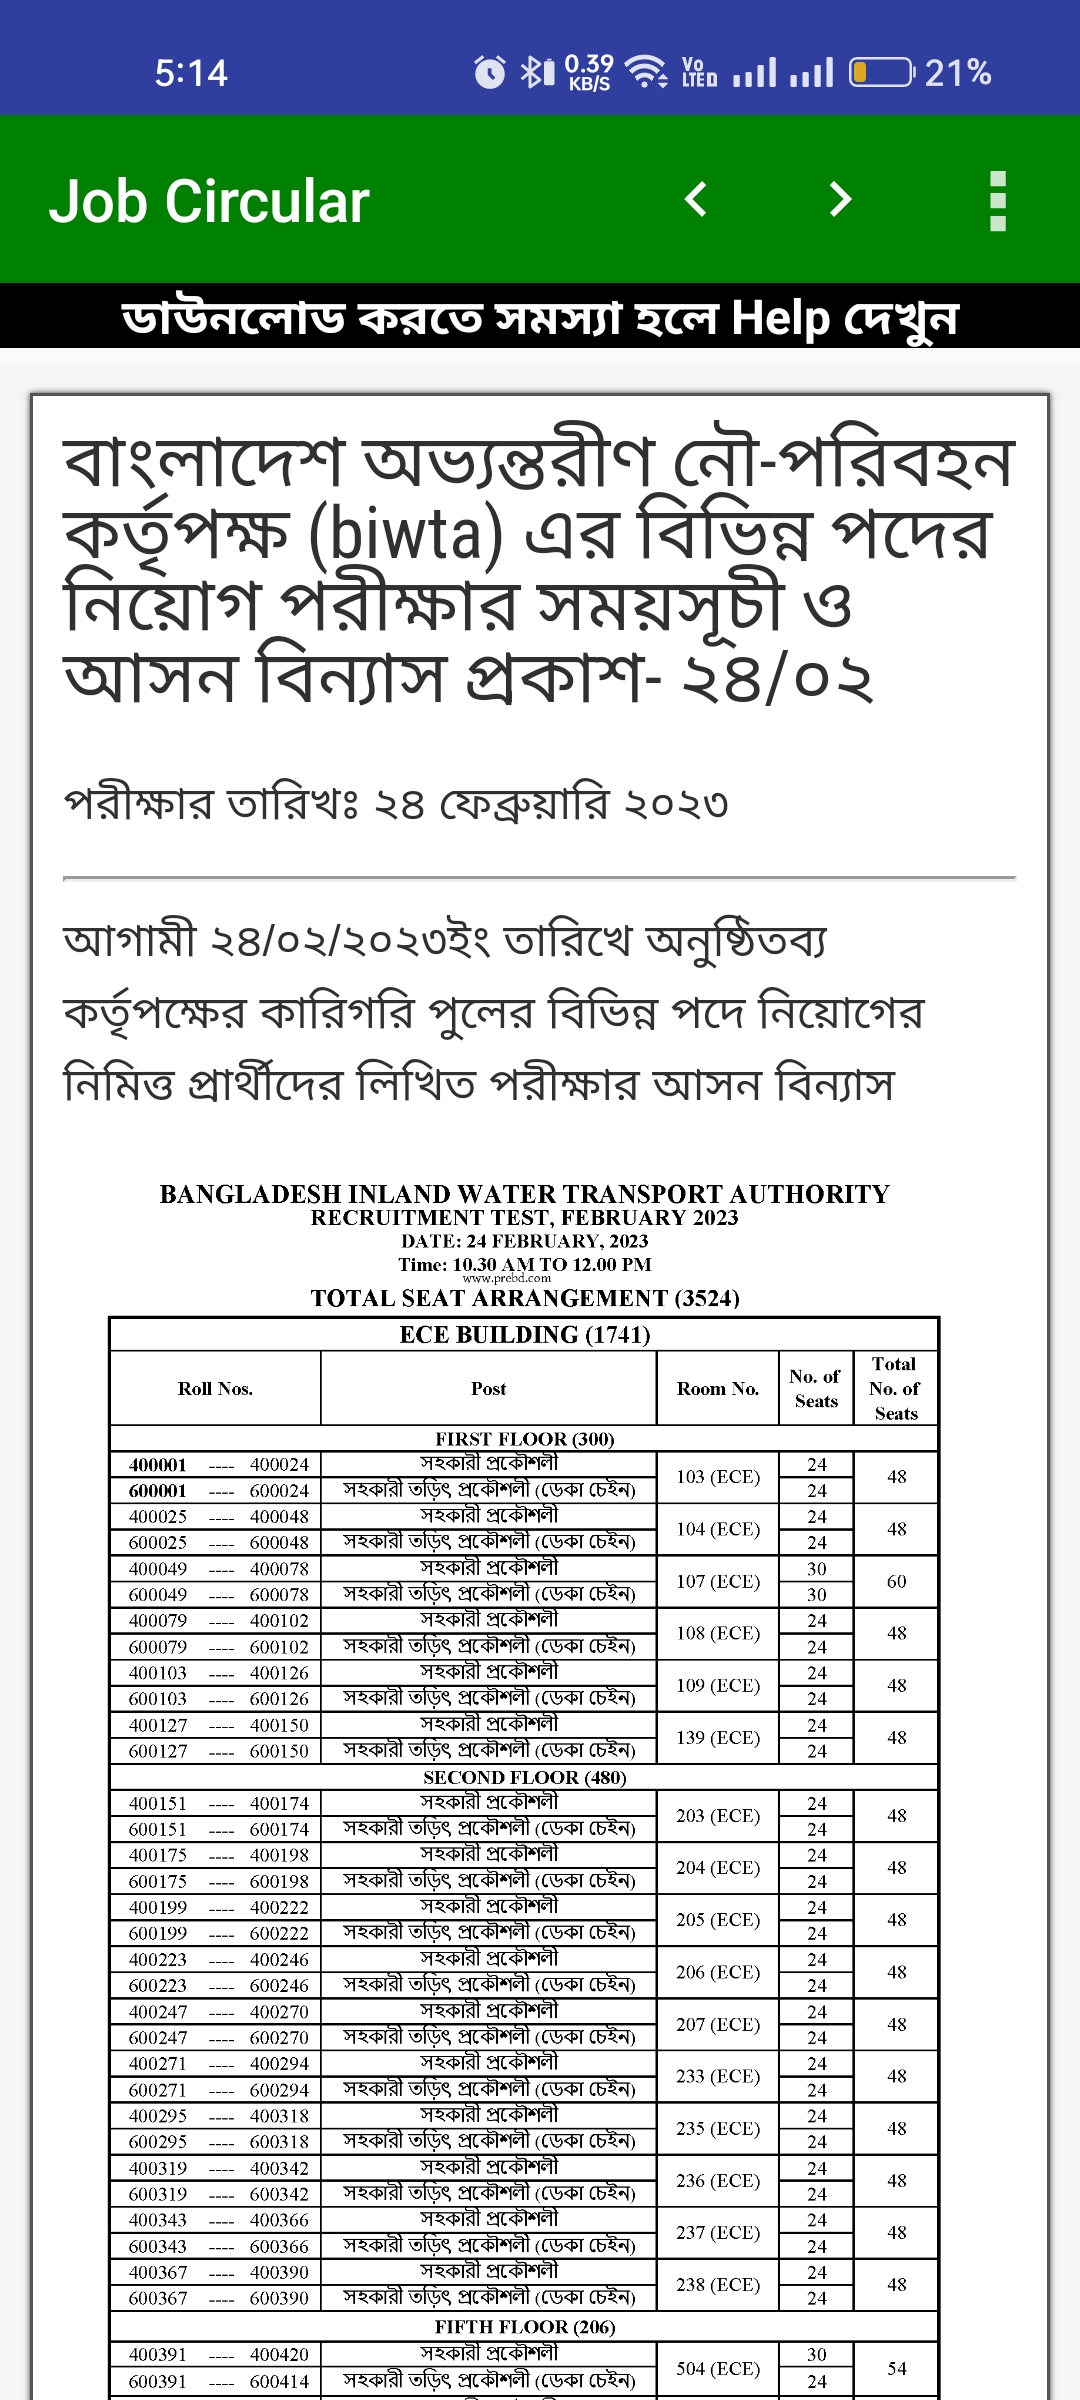 5:14 0.39 KB/S Vo LTED 21%
Job Circular
ডাউনলোড করতে সমস্যা হলে Help দেখুন
বাংলাদেশ অভ্যন্তরীণ নৌ-পরিবহন
কর্তৃপক্ষ (biwta) এর বিভিন্ন পদের
নিয়োগ পরীক্ষার সময়সূচী ও
আসন বিন্যাস প্রকাশ- ২৪/০২
পরীক্ষার তারিখঃ ২৪ ফেব্রুয়ারি ২০২৩
আগামী ২৪/০২/২০২৩ইং তারিখে অনুষ্ঠিতব্য
কর্তৃপক্ষের কারিগরি পুলের বিভিন্ন পদে নিয়োগের
নিমিত্ত প্রার্থীদের লিখিত পরীক্ষার আসন বিন্যাস
BANGLADESH INLAND WATER TRANSPORT AUTHORITY
RECRUITMENT TEST, FEBRUARY 2023
DATE: 24 FEBRUARY, 2023
Time: 10.30 AM TO 12.00 PM
www.prebd.com
TOTAL SEAT ARRANGEMENT (3524)
ECE BUILDING (1741)
Roll Nos. Post Room No. No. of Seats Total No. of Seats
FIRST FLOOR (300)
400001 ---- 400024 সহকারী প্রকৌশলী 103 (ECE) 24 48
600001 ---- 600024 সহকারী তড়িৎ প্রকৌশলী (ডেকা চেইন) 24
400025 ---- 400048 সহকারী প্রকৌশলী 104 (ECE) 24 48
600025 ---- 600048 সহকারী তড়িৎ প্রকৌশলী (ডেকা চেইন) 24
400049 ---- 400078 সহকারী প্রকৌশলী 107 (ECE) 30 60
600049 ---- 600078 সহকারী তড়িৎ প্রকৌশলী (ডেকা চেইন) 30
400079 ---- 400102 সহকারী প্রকৌশলী 108 (ECE) 24 48
600079 ---- 600102 সহকারী তড়িৎ প্রকৌশলী (ডেকা চেইন) 24
400103 ---- 400126 সহকারী প্রকৌশলী 109 (ECE) 24 48
600103 ---- 600126 সহকারী তড়িৎ প্রকৌশলী (ডেকা চেইন) 24
400127 ---- 400150 সহকারী প্রকৌশলী 139 (ECE) 24 48
600127 ---- 600150 সহকারী তড়িৎ প্রকৌশলী (ডেকা চেইন) 24
SECOND FLOOR (480)
400151 ---- 400174 সহকারী প্রকৌশলী 203 (ECE) 24 48
600151 ---- 600174 সহকারী তড়িৎ প্রকৌশলী (ডেকা চেইন) 24
400175 ---- 400198 সহকারী প্রকৌশলী 204 (ECE) 24 48
600175 ---- 600198 সহকারী তড়িৎ প্রকৌশলী (ডেকা চেইন) 24
400199 ---- 400222 সহকারী প্রকৌশলী 205 (ECE) 24 48
600199 ---- 600222 সহকারী তড়িৎ প্রকৌশলী (ডেকা চেইন) 24
400223 ---- 400246 সহকারী প্রকৌশলী 206 (ECE) 24 48
600223 ---- 600246 সহকারী তড়িৎ প্রকৌশলী (ডেকা চেইন) 24
400247 ---- 400270 সহকারী প্রকৌশলী 207 (ECE) 24 48
600247 ---- 600270 সহকারী তড়িৎ প্রকৌশলী (ডেকা চেইন) 24
400271 ---- 400294 সহকারী প্রকৌশলী 233 (ECE) 24 48
600271 ---- 600294 সহকারী তড়িৎ প্রকৌশলী (ডেকা চেইন) 24
400295 ---- 400318 সহকারী প্রকৌশলী 235 (ECE) 24 48
600295 ---- 600318 সহকারী তড়িৎ প্রকৌশলী (ডেকা চেইন) 24
400319 ---- 400342 সহকারী প্রকৌশলী 236 (ECE) 24 48
600319 ---- 600342 সহকারী তড়িৎ প্রকৌশলী (ডেকা চেইন) 24
400343 ---- 400366 সহকারী প্রকৌশলী 237 (ECE) 24 48
600343 ---- 600366 সহকারী তড়িৎ প্রকৌশলী (ডেকা চেইন) 24
400367 ---- 400390 সহকারী প্রকৌশলী 238 (ECE) 24 48
600367 ---- 600390 সহকারী তড়িৎ প্রকৌশলী (ডেকা চেইন) 24
FIFTH FLOOR (206)
400391 ---- 400420 সহকারী প্রকৌশলী 504 (ECE) 30 54
600391 ---- 600414 সহকারী তড়িৎ প্রকৌশলী (ডেকা চেইন) 24